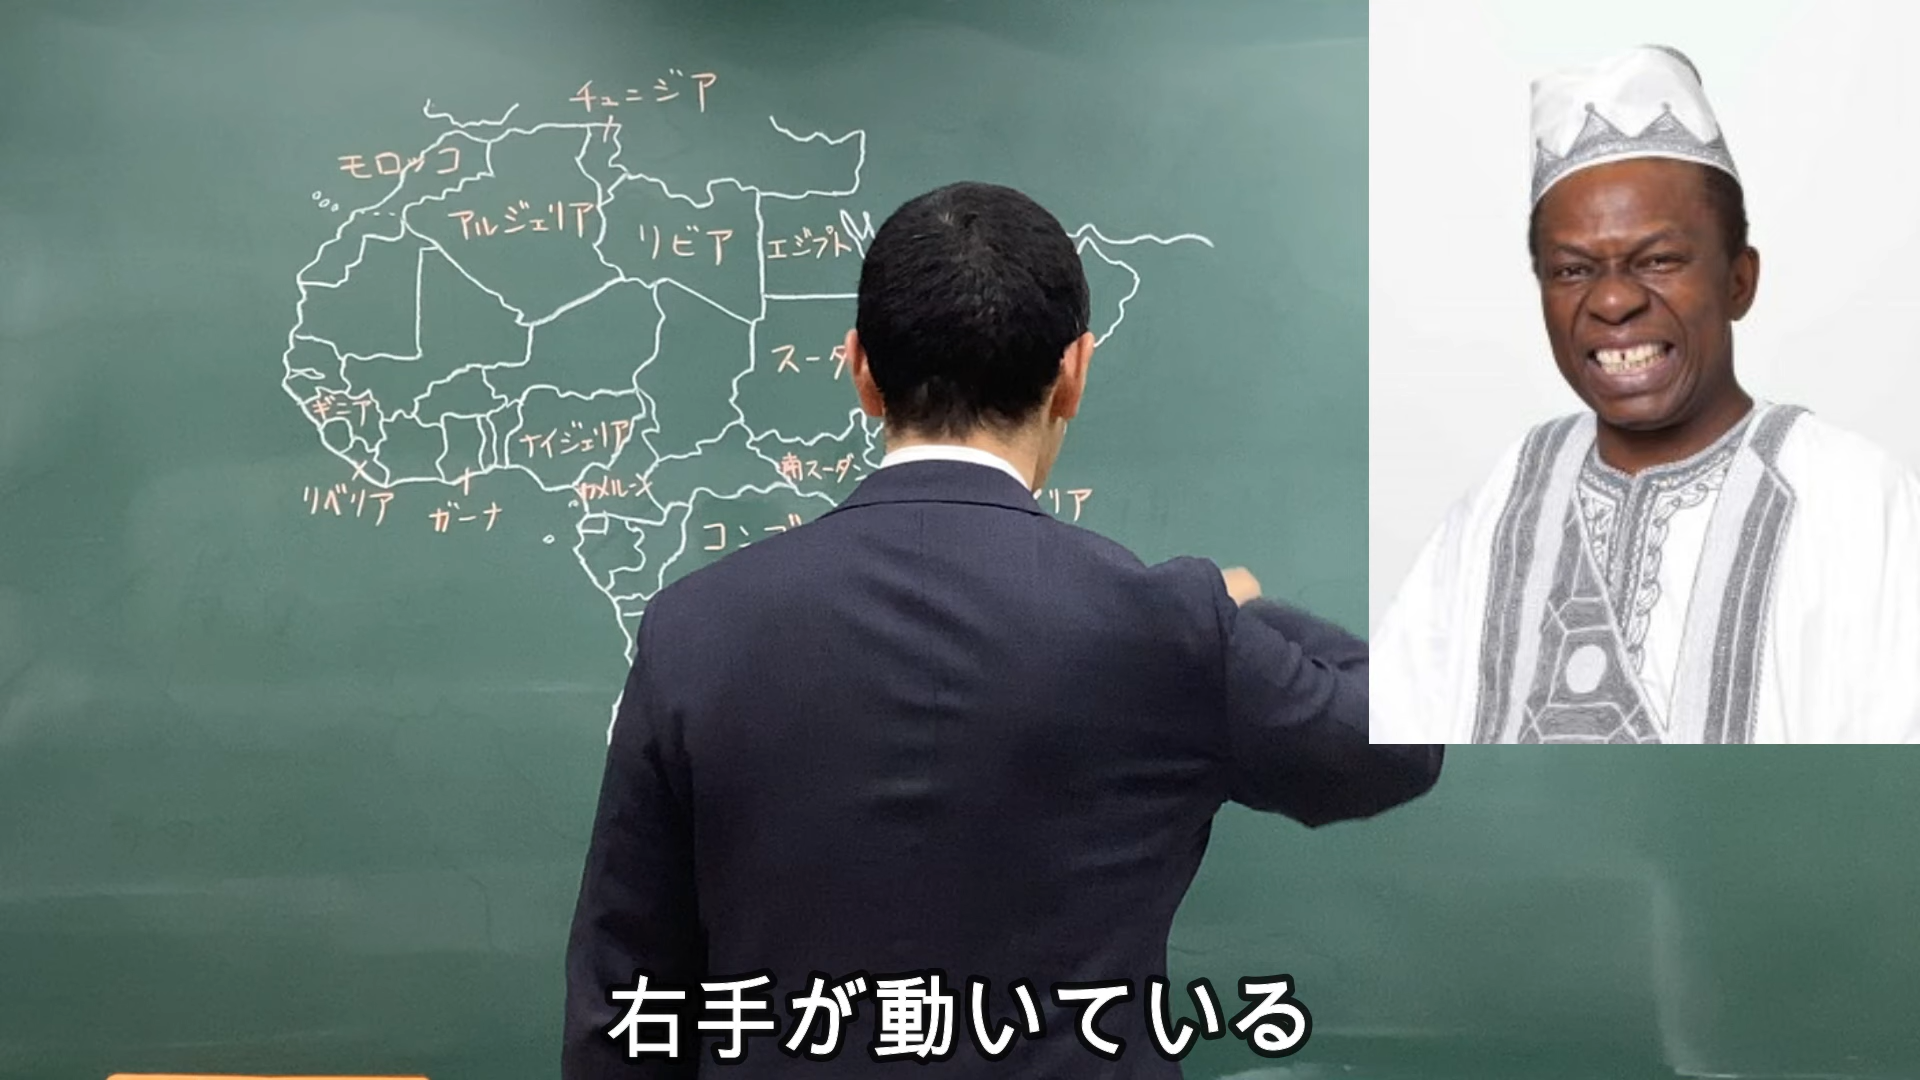 チュニジア
モロッコ
アルジェリア
リビア
エジプト
スーダ
ギニア
ナイジェリア
南スーダン
カメルーン
リベリア
ガーナ
リア
コンゴ
右手が動いている